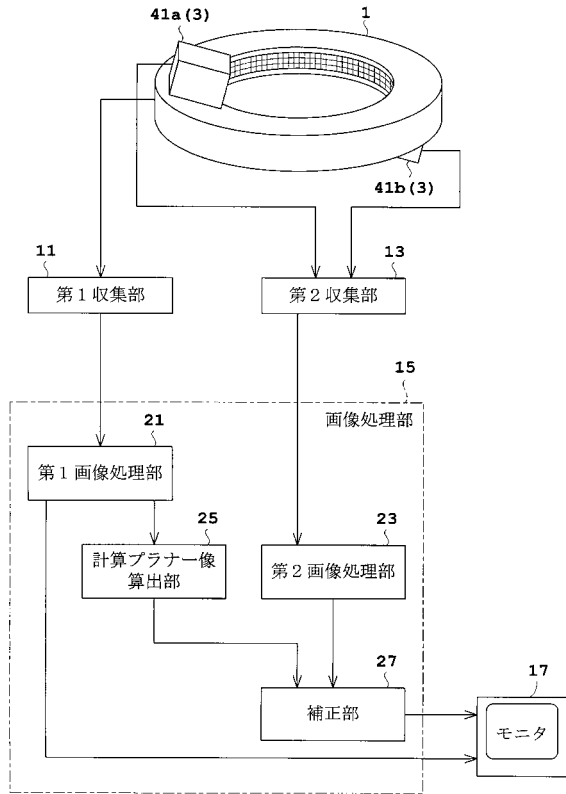 41a(3)
1
41b(3)
11
第1収集部
13
第2収集部
15
画像処理部
21
第1画像処理部
25
計算プラナー像
算出部
23
第2画像処理部
27
補正部
17
モニタ